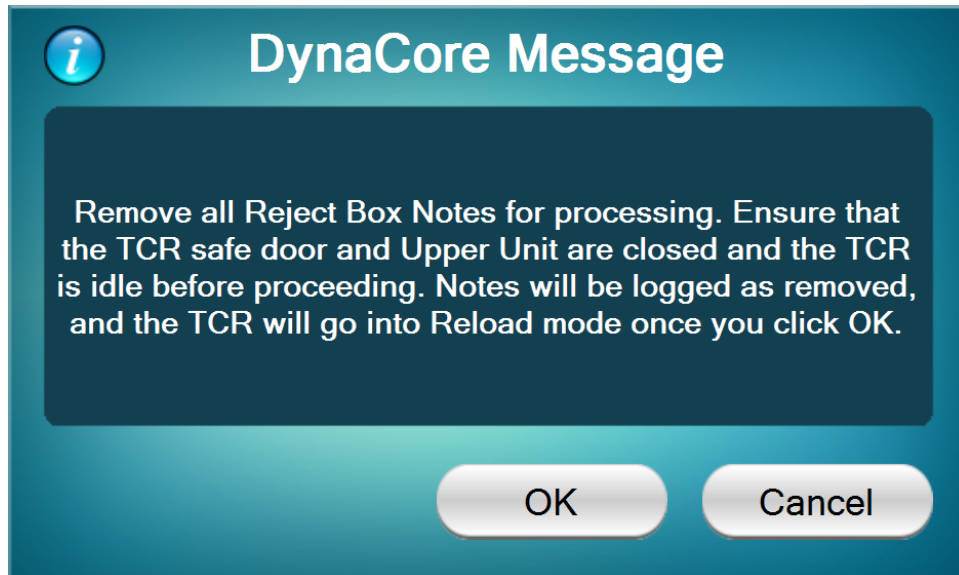 i
DynaCore Message
Remove all Reject Box Notes for processing. Ensure that
the TCR safe door and Upper Unit are closed and the TCR
is idle before proceeding. Notes will be logged as removed,
and the TCR will go into Reload mode once you click OK.
OK
Cancel